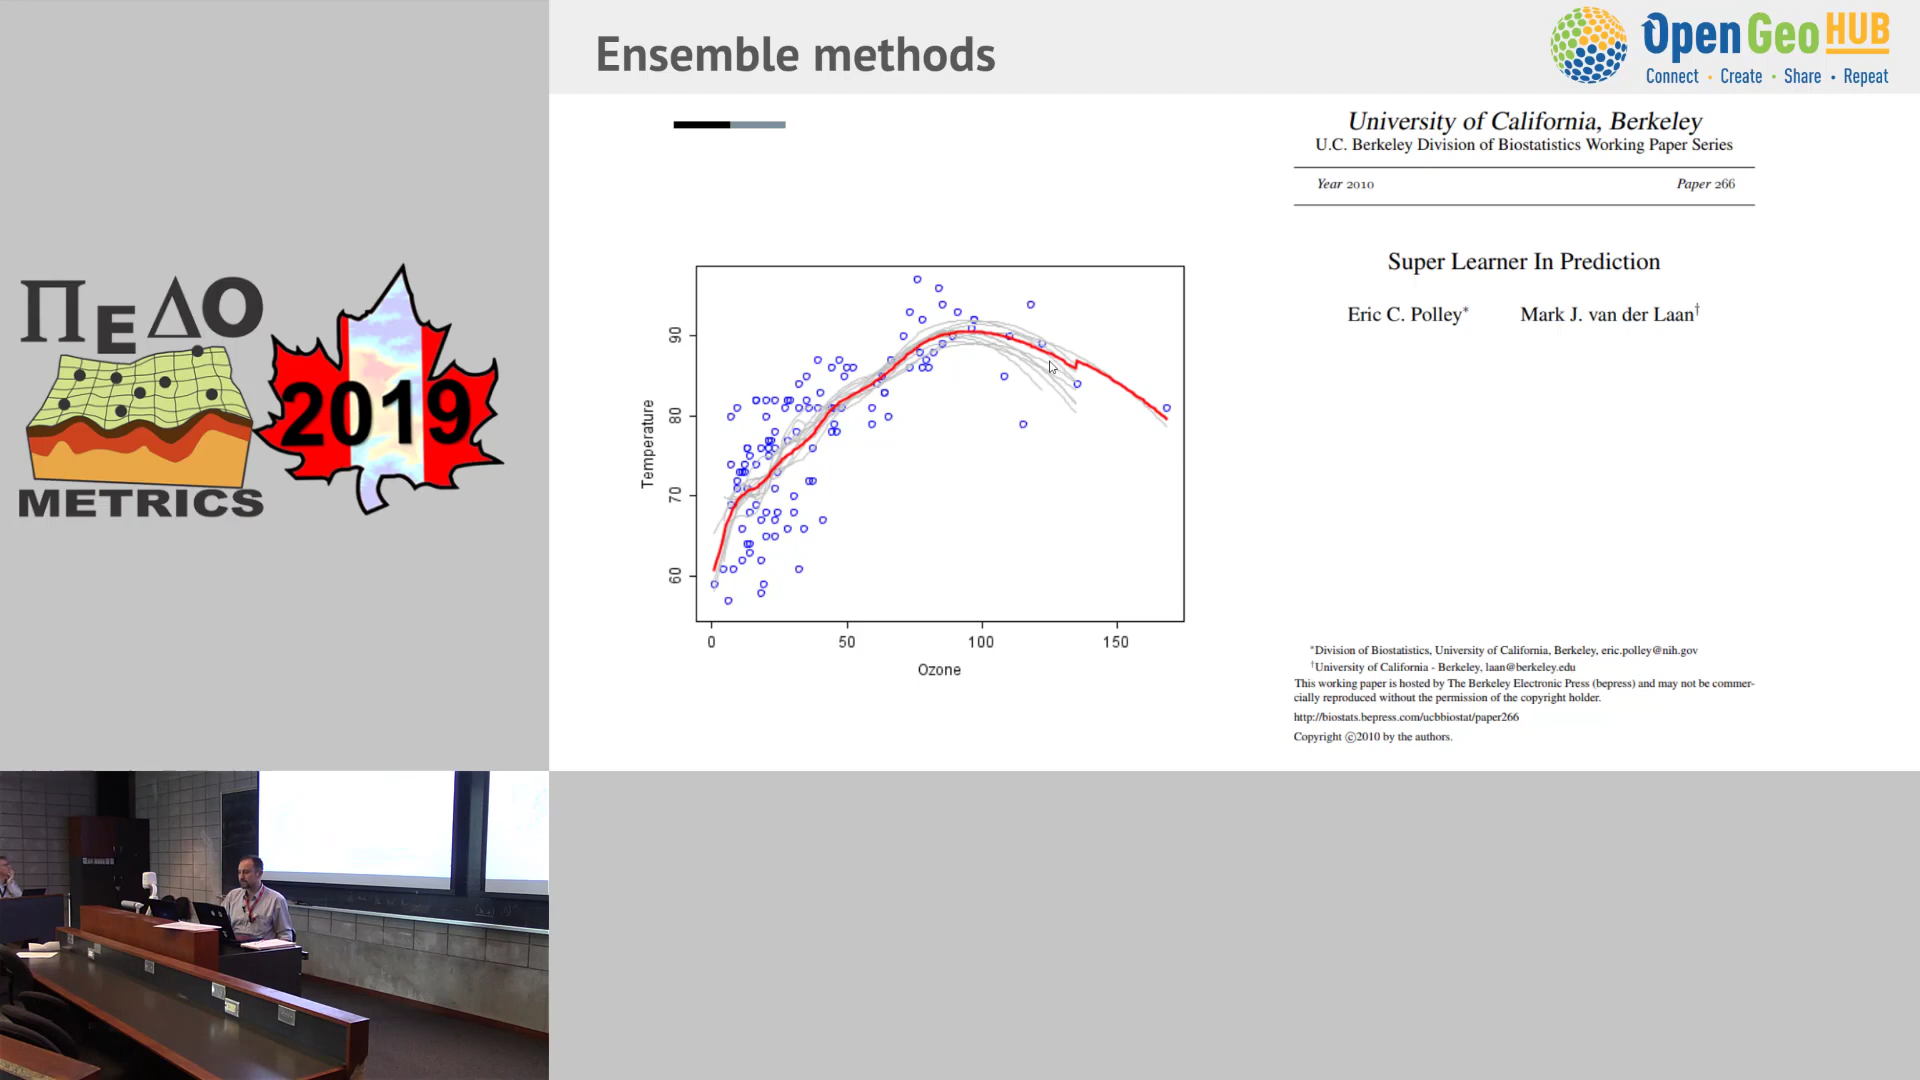 Ensemble methods
Open Geo HUB
Connect • Create • Share • Repeat
University of California, Berkeley
U.C. Berkeley Division of Biostatistics Working Paper Series
Year 2010 Paper 266
Super Learner In Prediction
Eric C. Polley* Mark J. van der Laan†
ΠΕΔΟ
METRICS
2019
Temperature
90
80
70
60
0 50 100 150
Ozone
*Division of Biostatistics, University of California, Berkeley, eric.polley@nih.gov
†University of California - Berkeley, laan@berkeley.edu
This working paper is hosted by The Berkeley Electronic Press (bepress) and may not be commer-
cially reproduced without the permission of the copyright holder.
http://biostats.bepress.com/ucbbiostat/paper266
Copyright ©2010 by the authors.